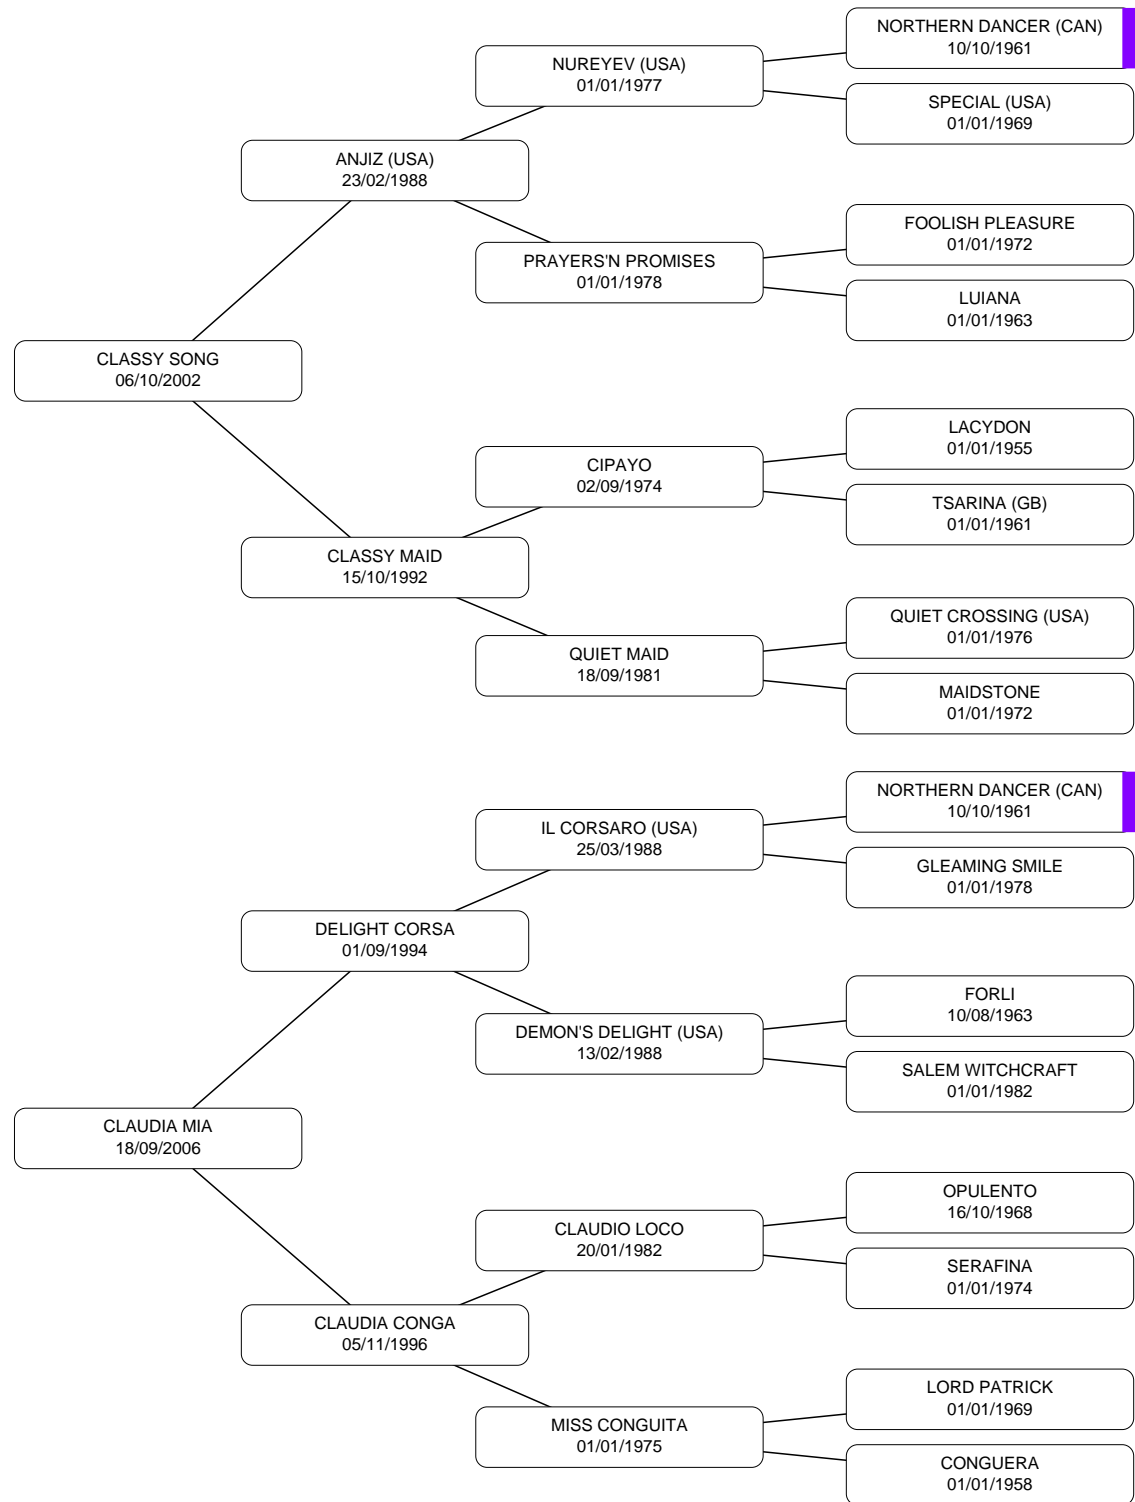 NORTHERN DANCER (CAN)
10/10/1961
NUREYEV (USA)
01/01/1977
SPECIAL (USA)
01/01/1969
ANJIZ (USA)
23/02/1988
FOOLISH PLEASURE
01/01/1972
PRAYERS'N PROMISES
01/01/1978
LUIANA
01/01/1963
CLASSY SONG
06/10/2002
LACYDON
01/01/1955
CIPAYO
02/09/1974
TSARINA (GB)
01/01/1961
CLASSY MAID
15/10/1992
QUIET CROSSING (USA)
01/01/1976
QUIET MAID
18/09/1981
MAIDSTONE
01/01/1972
NORTHERN DANCER (CAN)
10/10/1961
IL CORSARO (USA)
25/03/1988
GLEAMING SMILE
01/01/1978
DELIGHT CORSA
01/09/1994
FORLI
10/08/1963
DEMON'S DELIGHT (USA)
13/02/1988
SALEM WITCHCRAFT
01/01/1982
CLAUDIA MIA
18/09/2006
OPULENTO
16/10/1968
CLAUDIO LOCO
20/01/1982
SERAFINA
01/01/1974
CLAUDIA CONGA
05/11/1996
LORD PATRICK
01/01/1969
MISS CONGUITA
01/01/1975
CONGUERA
01/01/1958